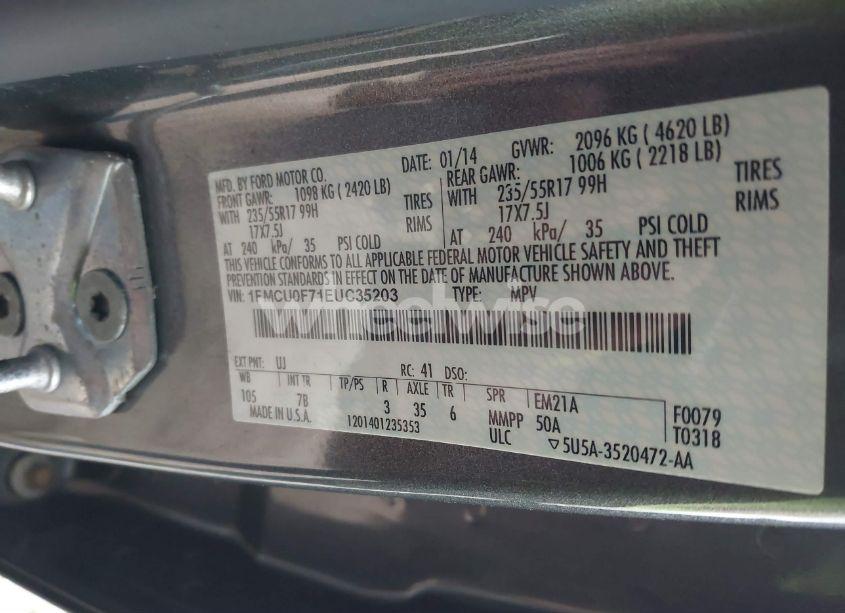 MFD. BY FORD MOTOR CO. DATE: 01/14 GVWR: 2096 KG ( 4620 LB)
FRONT GAWR: 1098 KG ( 2420 LB) REAR GAWR: 1006 KG ( 2218 LB)
WITH 235/55R17 99H TIRES WITH 235/55R17 99H TIRES
17X7.5J RIMS 17X7.5J RIMS
AT 240 kPa/ 35 PSI COLD AT 240 kPa/ 35 PSI COLD
THIS VEHICLE CONFORMS TO ALL APPLICABLE FEDERAL MOTOR VEHICLE SAFETY AND THEFT
PREVENTION STANDARDS IN EFFECT ON THE DATE OF MANUFACTURE SHOWN ABOVE.
VIN: 1FMCU0F71EUC35203 TYPE: MPV
wheelwise
EXT PNT: UJ RC: 41 DSO:
WB INT TR TP/PS R AXLE TR SPR EM21A F0079
105 7B 3 35 6 MMPP 50A T0318
MADE IN U.S.A. 1201401235353 ULC ▽5U5A-3520472-AA